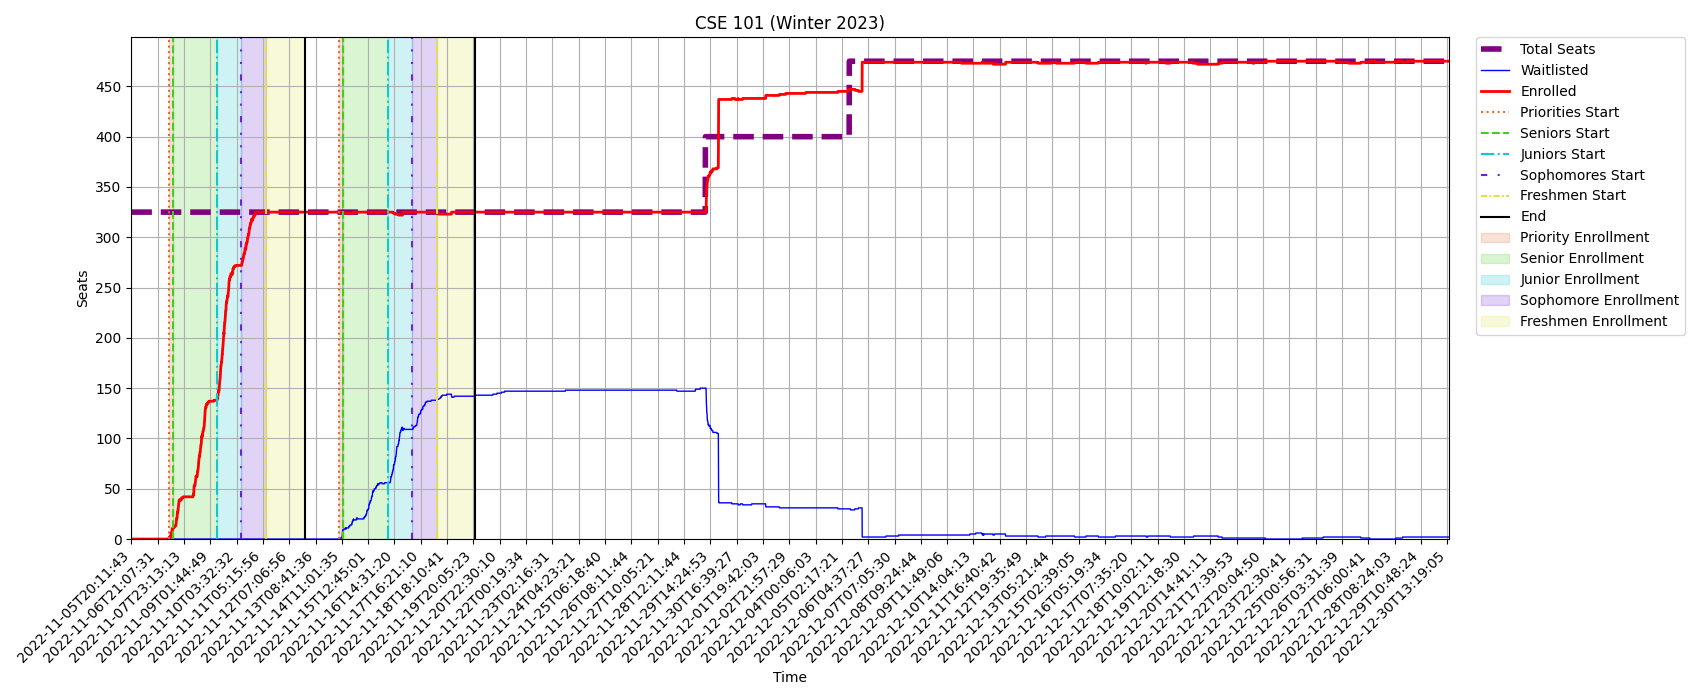 CSE 101 (Winter 2023)
Seats
450
400
350
300
250
200
150
100
50
0
2022-11-05T20:11:43
2022-11-06T21:07:31
2022-11-07T23:13:13
2022-11-09T01:44:49
2022-11-10T03:32:32
2022-11-11T05:15:56
2022-11-12T07:06:56
2022-11-13T08:41:36
2022-11-14T11:01:35
2022-11-15T12:45:01
2022-11-16T14:31:20
2022-11-17T16:21:10
2022-11-18T18:10:41
2022-11-19T20:05:23
2022-11-20T22:30:10
2022-11-22T00:19:34
2022-11-23T02:16:31
2022-11-24T04:23:21
2022-11-25T06:18:40
2022-11-26T08:11:44
2022-11-27T10:05:21
2022-11-28T12:11:44
2022-11-29T14:24:53
2022-11-30T16:39:27
2022-12-01T19:42:03
2022-12-02T21:57:29
2022-12-04T00:06:03
2022-12-05T02:17:21
2022-12-06T04:37:27
2022-12-07T07:05:30
2022-12-08T09:24:44
2022-12-09T11:49:06
2022-12-10T14:04:13
2022-12-11T16:40:42
2022-12-12T19:35:49
2022-12-13T05:21:44
2022-12-15T02:39:05
2022-12-16T05:19:34
2022-12-17T07:35:20
2022-12-18T10:02:11
2022-12-19T12:18:30
2022-12-20T14:41:11
2022-12-21T17:39:53
2022-12-22T20:04:50
2022-12-23T22:30:41
2022-12-25T00:56:31
2022-12-26T03:31:39
2022-12-27T06:00:41
2022-12-28T08:24:03
2022-12-29T10:48:24
2022-12-30T13:19:05
Time
Total Seats
Waitlisted
Enrolled
Priorities Start
Seniors Start
Juniors Start
Sophomores Start
Freshmen Start
End
Priority Enrollment
Senior Enrollment
Junior Enrollment
Sophomore Enrollment
Freshmen Enrollment